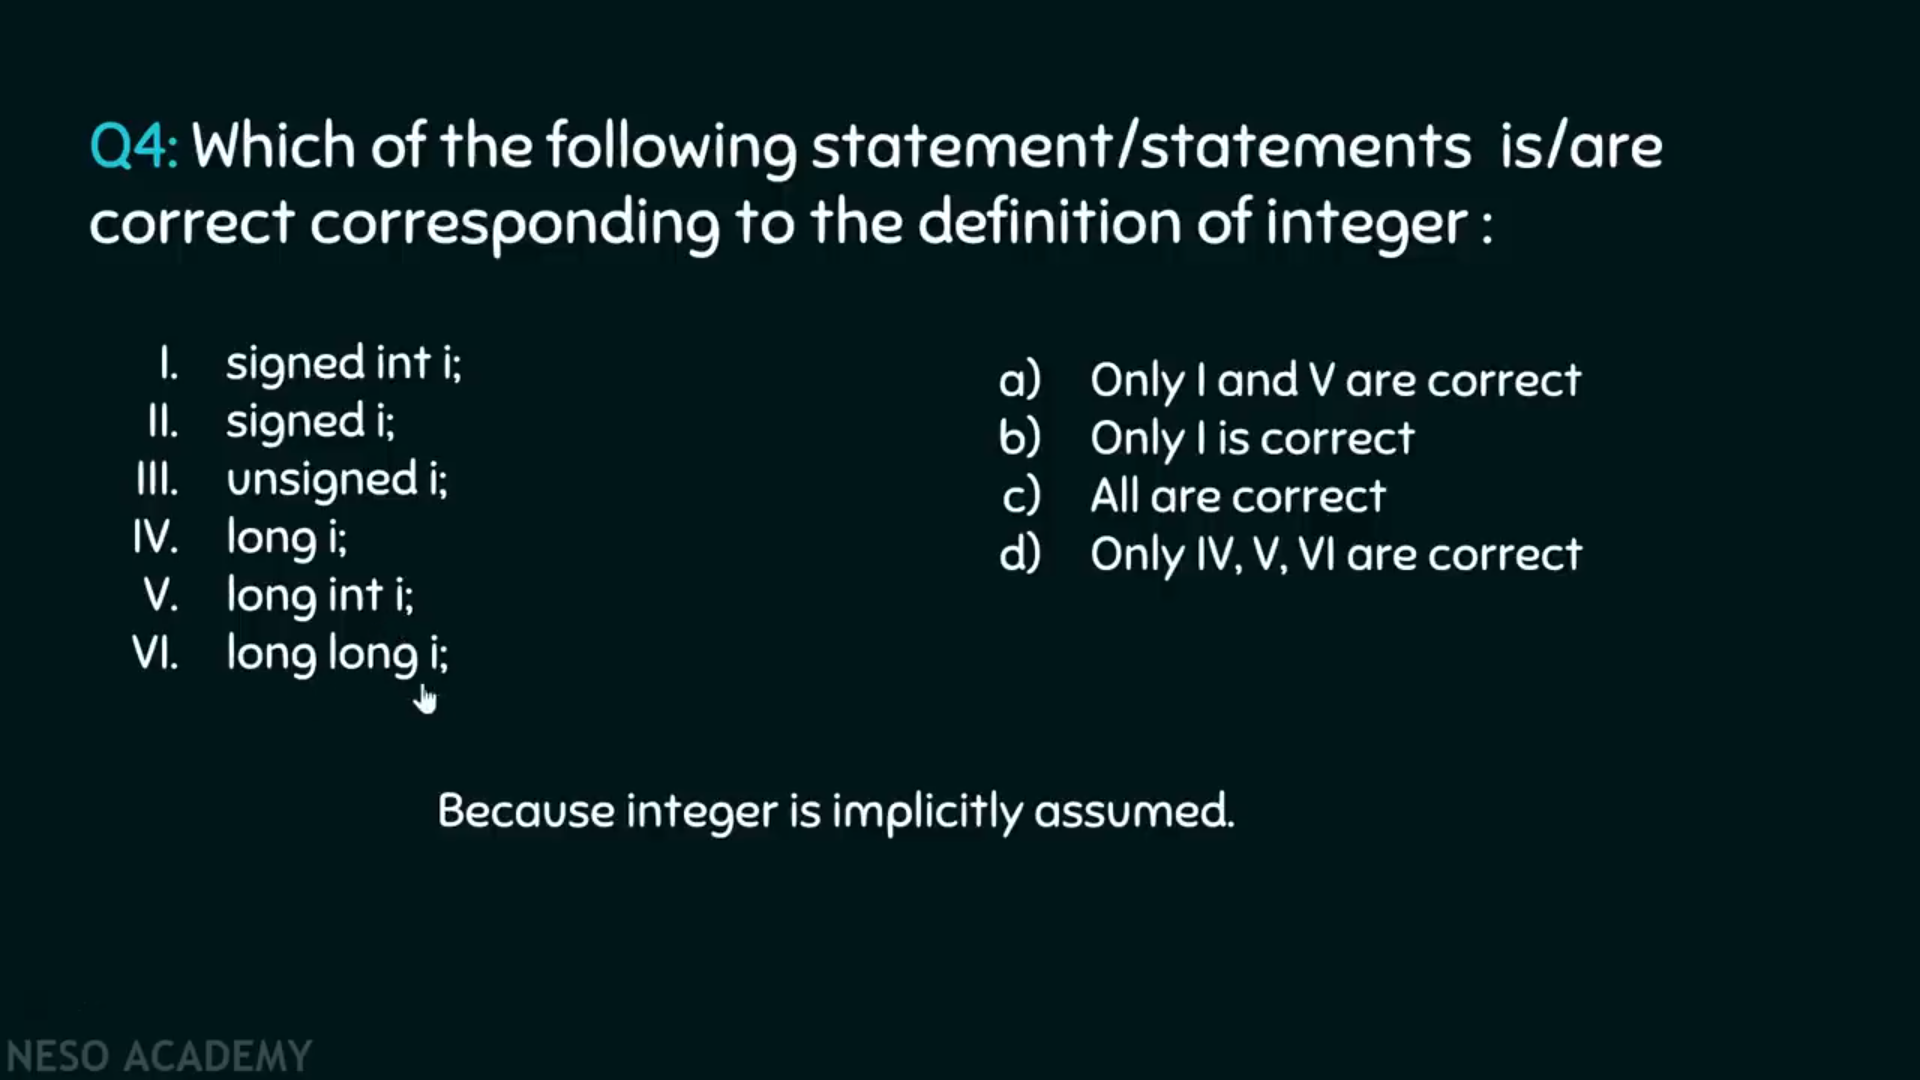 Q4: Which of the following statement/statements is/are
correct corresponding to the definition of integer :
I. signed int i;
II. signed i;
III. unsigned i;
IV. long i;
V. long int i;
VI. long long i;
a) Only I and V are correct
b) Only I is correct
c) All are correct
d) Only IV, V, VI are correct
Because integer is implicitly assumed.
NESO ACADEMY